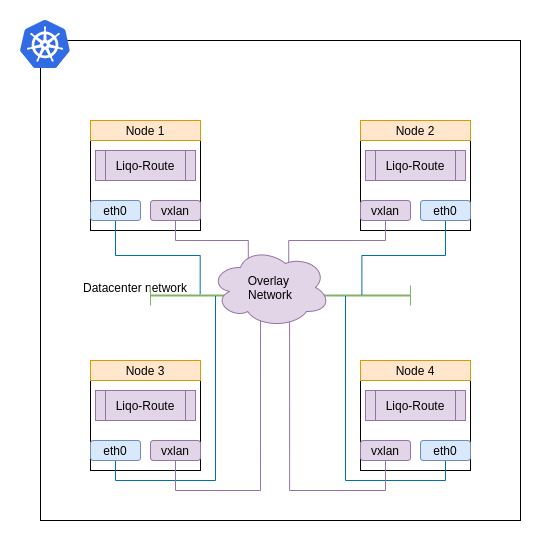 Node 1
Node 2
Liqo-Route
Liqo-Route
eth0
vxlan
vxlan
eth0
Overlay
Network
Datacenter network
Node 3
Node 4
Liqo-Route
Liqo-Route
eth0
vxlan
vxlan
eth0